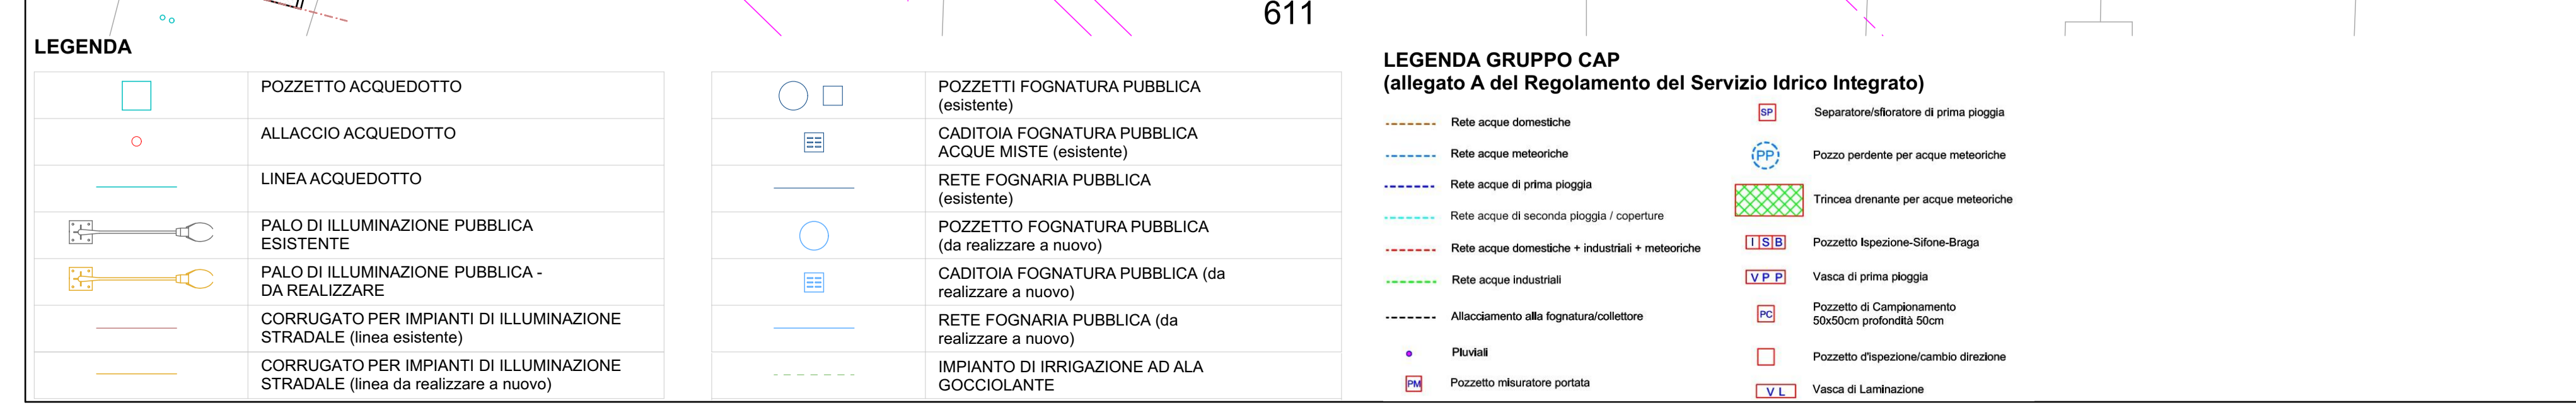 611
LEGENDA
POZZETTO ACQUEDOTTO
ALLACCIO ACQUEDOTTO
LINEA ACQUEDOTTO
PALO DI ILLUMINAZIONE PUBBLICA
ESISTENTE
PALO DI ILLUMINAZIONE PUBBLICA -
DA REALIZZARE
CORRUGATO PER IMPIANTI DI ILLUMINAZIONE
STRADALE (linea esistente)
CORRUGATO PER IMPIANTI DI ILLUMINAZIONE
STRADALE (linea da realizzare a nuovo)
POZZETTI FOGNATURA PUBBLICA
(esistente)
CADITOIA FOGNATURA PUBBLICA
ACQUE MISTE (esistente)
RETE FOGNARIA PUBBLICA
(esistente)
POZZETTO FOGNATURA PUBBLICA
(da realizzare a nuovo)
CADITOIA FOGNATURA PUBBLICA (da
realizzare a nuovo)
RETE FOGNARIA PUBBLICA (da
realizzare a nuovo)
IMPIANTO DI IRRIGAZIONE AD ALA
GOCCIOLANTE
LEGENDA GRUPPO CAP
(allegato A del Regolamento del Servizio Idrico Integrato)
Rete acque domestiche
Rete acque meteoriche
Rete acque di prima pioggia
Rete acque di seconda pioggia / coperture
Rete acque domestiche + industriali + meteoriche
Rete acque industriali
Allacciamento alla fognatura/collettore
Pluviali
PM Pozzetto misuratore portata
SP Separatore/sfioratore di prima pioggia
PP Pozzo perdente per acque meteoriche
Trincea drenante per acque meteoriche
I S B Pozzetto Ispezione-Sifone-Braga
V P P Vasca di prima pioggia
PC Pozzetto di Campionamento
50x50cm profondità 50cm
Pozzetto d'ispezione/cambio direzione
V L Vasca di Laminazione